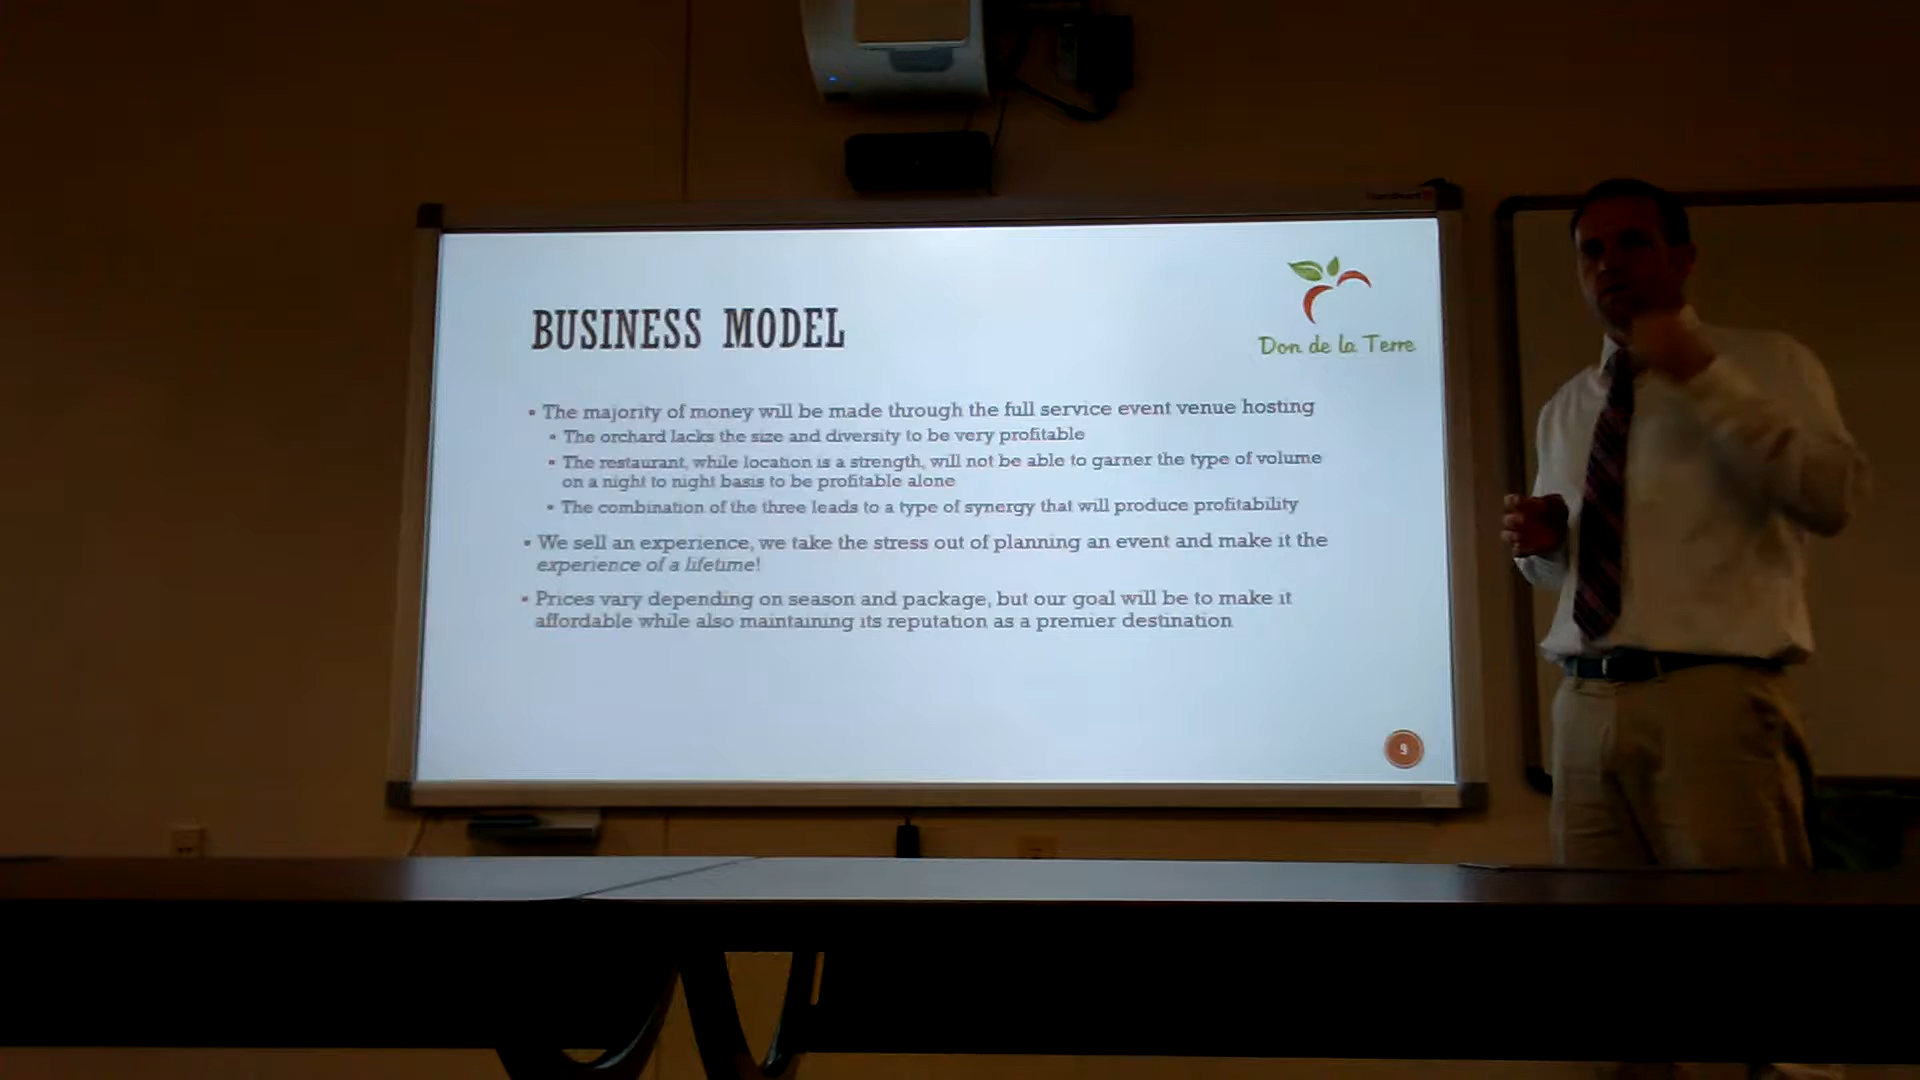 BUSINESS MODEL
Don de la Terre
▪ The majority of money will be made through the full service event venue hosting
▪ The orchard lacks the size and diversity to be very profitable
▪ The restaurant, while location is a strength, will not be able to garner the type of volume
on a night to night basis to be profitable alone
▪ The combination of the three leads to a type of synergy that will produce profitability
▪ We sell an experience, we take the stress out of planning an event and make it the
experience of a lifetime!
▪ Prices vary depending on season and package, but our goal will be to make it
affordable while also maintaining its reputation as a premier destination
9